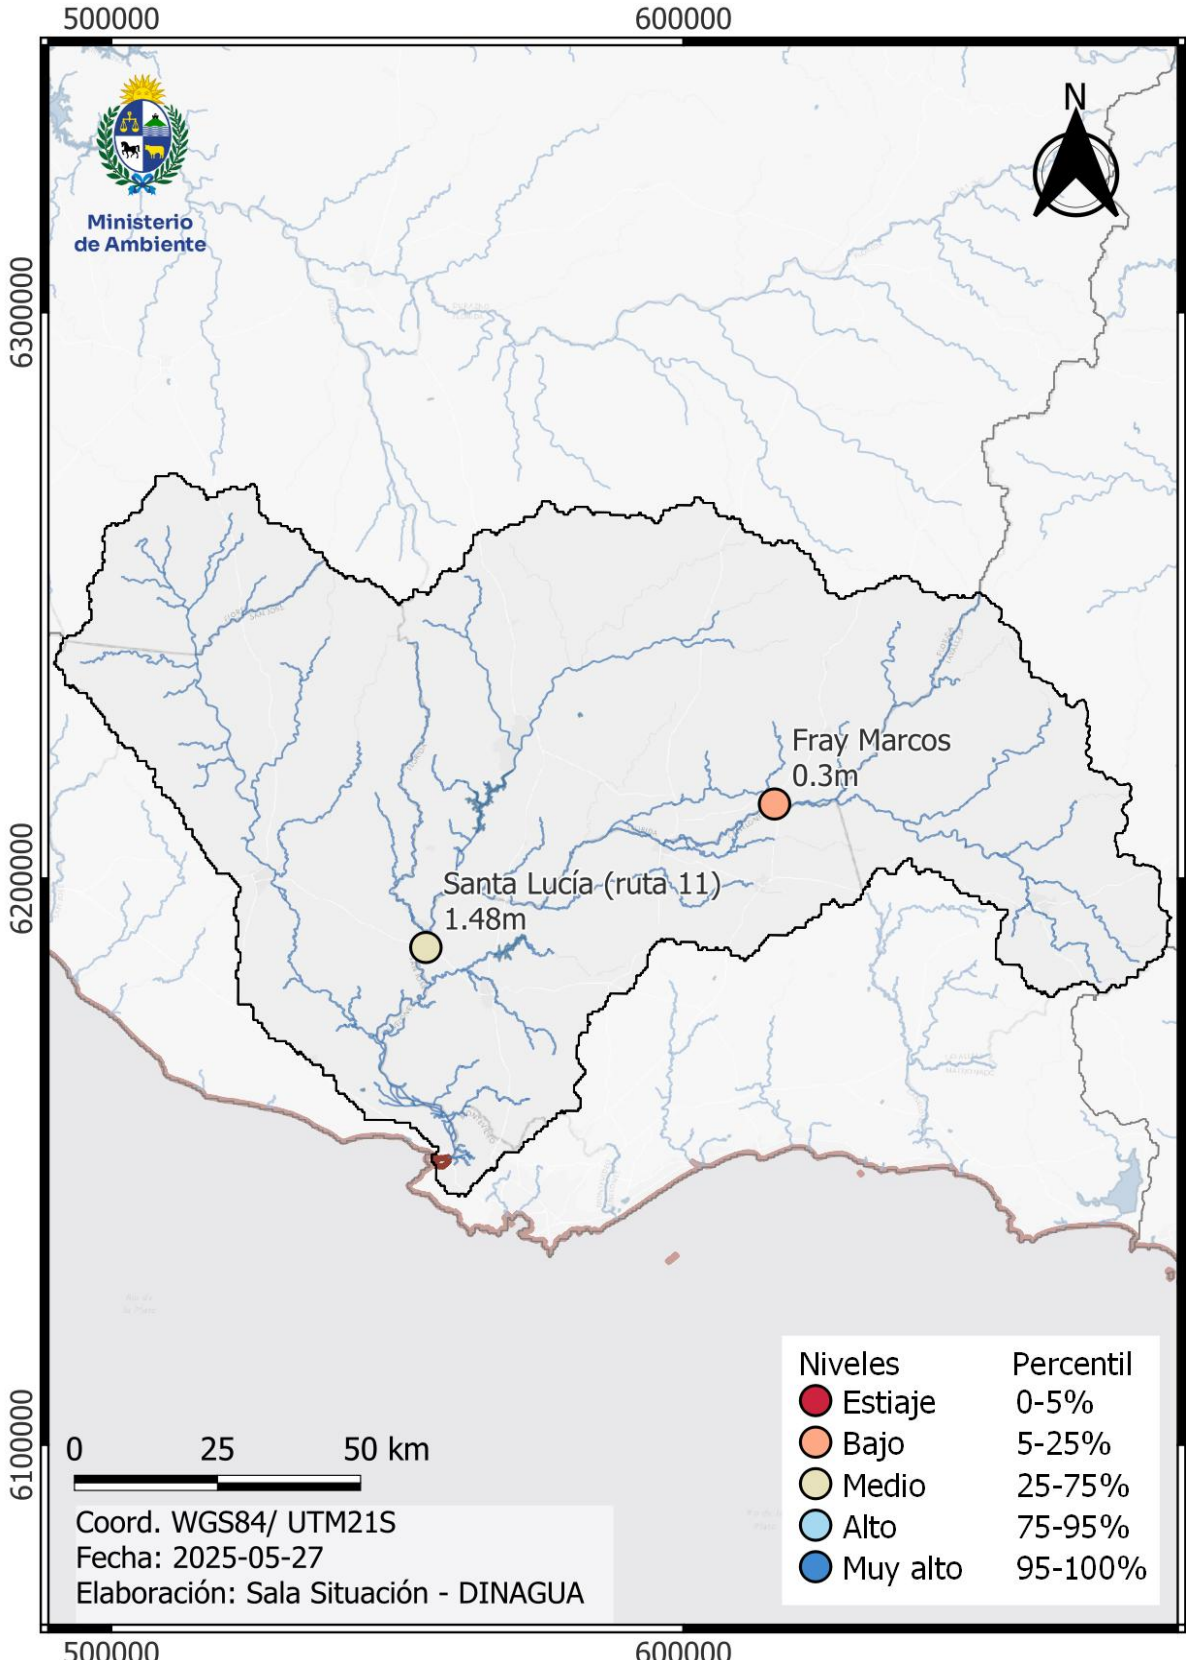 500000 600000
Ministerio
de Ambiente
N
6300000
Fray Marcos
0.3m
6200000
Santa Lucía (ruta 11)
1.48m
Niveles Percentil
Estiaje 0-5%
Bajo 5-25%
Medio 25-75%
Alto 75-95%
Muy alto 95-100%
6100000
0 25 50 km
Coord. WGS84/ UTM21S
Fecha: 2025-05-27
Elaboración: Sala Situación - DINAGUA
500000 600000